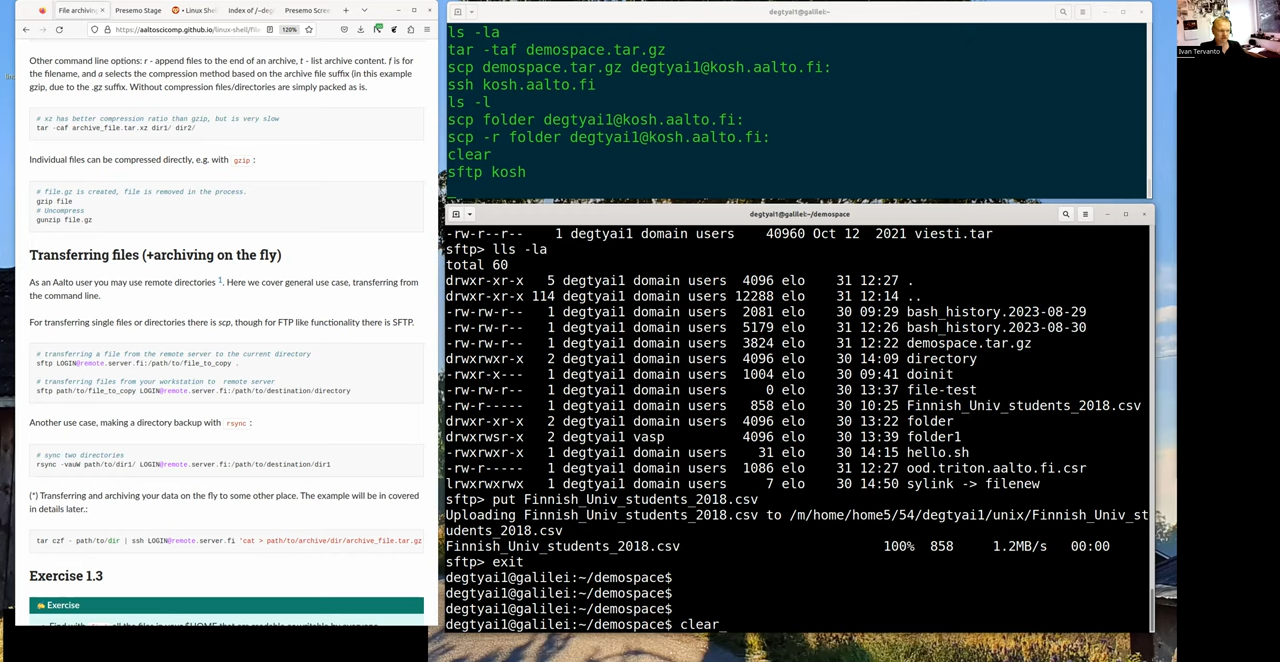 File archiving
Presemo Stage
Linux Shel
Index of /~deg
Presemo Scree
https://aaltoscicomp.github.io/linux-shell/file
120%
Other command line options: r - append files to the end of an archive, t - list archive content. f is for
the filename, and a selects the compression method based on the archive file suffix (in this example
gzip, due to the .gz suffix. Without compression files/directories are simply packed as is.
# xz has better compression ratio than gzip, but is very slow
tar -caf archive_file.tar.xz dir1/ dir2/
Individual files can be compressed directly, e.g. with gzip :
# file.gz is created, file is removed in the process.
gzip file
# Uncompress
gunzip file.gz
Transferring files (+archiving on the fly)
As an Aalto user you may use remote directories 1. Here we cover general use case, transferring from
the command line.
For transferring single files or directories there is scp, though for FTP like functionality there is SFTP.
# transferring a file from the remote server to the current directory
sftp LOGIN@remote.server.fi:/path/to/file_to_copy .
# transferring files from your workstation to  remote server
sftp path/to/file_to_copy LOGIN@remote.server.fi:/path/to/destination/directory
Another use case, making a directory backup with rsync :
# sync two directories
rsync -vauW path/to/dir1/ LOGIN@remote.server.fi:/path/to/destination/dir1
(*) Transferring and archiving your data on the fly to some other place. The example will be in covered
in details later.:
tar czf - path/to/dir | ssh LOGIN@remote.server.fi 'cat > path/to/archive/dir/archive_file.tar.gz
Exercise 1.3
Exercise
degtyai1@galilei:~
ls -la
tar -taf demospace.tar.gz
scp demospace.tar.gz degtyai1@kosh.aalto.fi:
ssh kosh.aalto.fi
ls -l
scp folder degtyai1@kosh.aalto.fi:
scp -r folder degtyai1@kosh.aalto.fi:
clear
sftp kosh
degtyai1@galilei:~/demospace
-rw-r--r--    1 degtyai1 domain users    40960 Oct 12  2021 viesti.tar
sftp> lls -la
total 60
drwxr-xr-x   5 degtyai1 domain users  4096 elo    31 12:27 .
drwxr-xr-x 114 degtyai1 domain users 12288 elo    31 12:14 ..
-rw-rw-r--   1 degtyai1 domain users  2081 elo    30 09:29 bash_history.2023-08-29
-rw-rw-r--   1 degtyai1 domain users  5179 elo    31 12:26 bash_history.2023-08-30
-rw-rw-r--   1 degtyai1 domain users  3824 elo    31 12:27 demospace.tar.gz
drwxrwxr-x   2 degtyai1 domain users  4096 elo    30 14:09 directory
-rwxr-x---   1 degtyai1 domain users  1004 elo    30 09:41 doinit
-rw-rw-r--   1 degtyai1 domain users     0 elo    30 13:37 file-test
-rw-r-----   1 degtyai1 domain users   858 elo    30 10:25 Finnish_Univ_students_2018.csv
drwxr-xr-x   2 degtyai1 domain users  4096 elo    30 13:22 folder
drwxrwsr-x   2 degtyai1 vasp          4096 elo    30 13:39 folder1
-rwxrwxr-x   1 degtyai1 domain users    31 elo    30 14:15 hello.sh
-rw-r-----   1 degtyai1 domain users  1086 elo    31 12:27 ood.triton.aalto.fi.csr
lrwxrwxrwx   1 degtyai1 domain users     7 elo    30 14:50 sylink -> filenew
sftp> put Finnish_Univ_students_2018.csv
Uploading Finnish_Univ_students_2018.csv to /m/home/home5/54/degtyai1/unix/Finnish_Univ_st
udents_2018.csv
Finnish_Univ_students_2018.csv                          100%  858     1.2MB/s   00:00
sftp> exit
degtyai1@galilei:~/demospace$
degtyai1@galilei:~/demospace$
degtyai1@galilei:~/demospace$
degtyai1@galilei:~/demospace$ clear
Ivan Tervanto